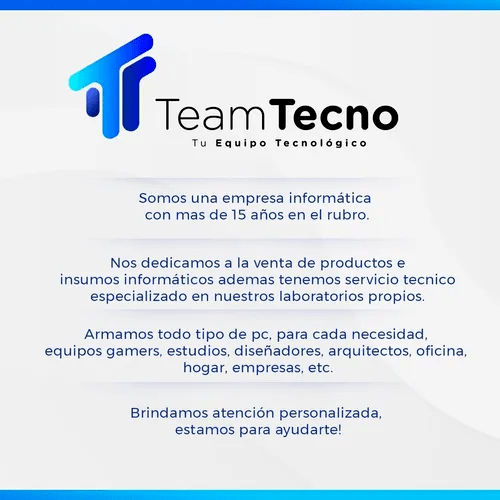 TeamTecno
Tu Equipo Tecnológico
Somos una empresa informática
con mas de 15 años en el rubro.
Nos dedicamos a la venta de productos e
insumos informáticos ademas tenemos servicio tecnico
especializado en nuestros laboratorios propios.
Armamos todo tipo de pc, para cada necesidad,
equipos gamers, estudios, diseñadores, arquitectos, oficina,
hogar, empresas, etc.
Brindamos atención personalizada,
estamos para ayudarte!